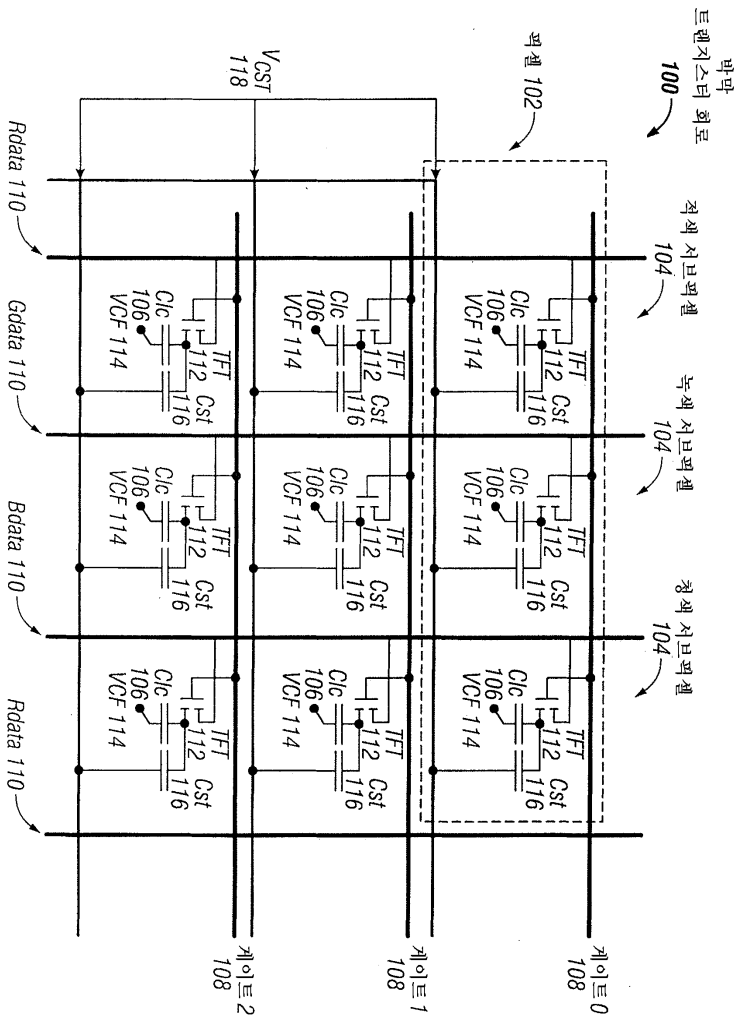 박막
트랜지스터 회로
100
적색 서브픽셀
104
녹색 서브픽셀
104
청색 서브픽셀
104
픽셀 102
게이트 0
108
TFT
112
Cst
116
Clc
106
VCF 114
TFT
112
Cst
116
Clc
106
VCF 114
TFT
112
Cst
116
Clc
106
VCF 114
게이트 1
108
TFT
112
Cst
116
Clc
106
VCF 114
TFT
112
Cst
116
Clc
106
VCF 114
TFT
112
Cst
116
Clc
106
VCF 114
VCST
118
게이트 2
108
TFT
112
Cst
116
Clc
106
VCF 114
TFT
112
Cst
116
Clc
106
VCF 114
TFT
112
Cst
116
Clc
106
VCF 114
Rdata 110
Gdata 110
Bdata 110
Rdata 110